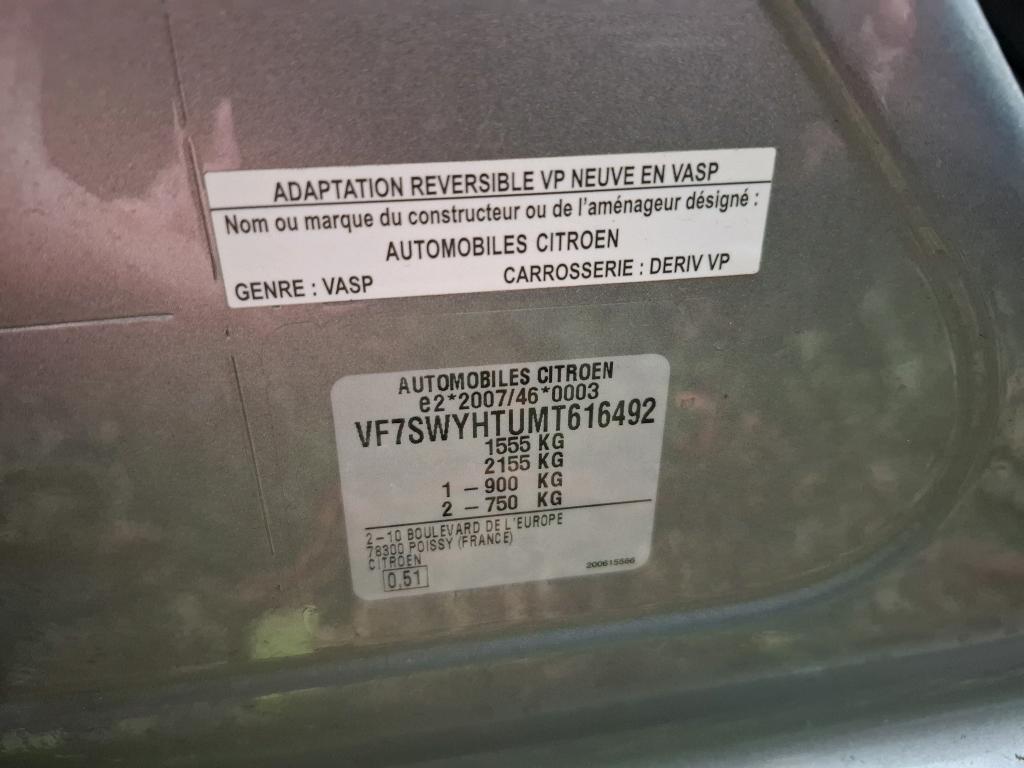 ADAPTATION REVERSIBLE VP NEUVE EN VASP
Nom ou marque du constructeur ou de l'aménageur désigné :
AUTOMOBILES CITROEN
GENRE : VASP CARROSSERIE : DERIV VP
AUTOMOBILES CITROEN
e2*2007/46*0003
VF7SWYHTUMT616492
1555 KG
2155 KG
1 - 900 KG
2 - 750 KG
2-10 BOULEVARD DE L'EUROPE
78300 POISSY (FRANCE)
CITROEN
0,51
200615566